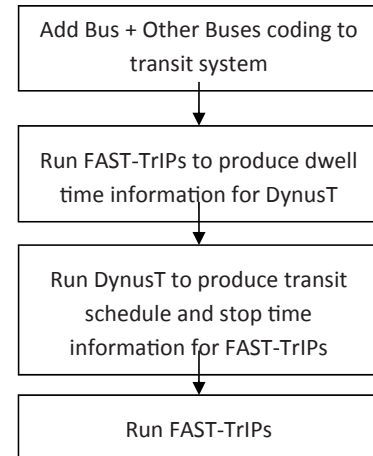 Add Bus + Other Buses coding to
transit system
Run FAST-TrIPs to produce dwell
time information for DynusT
Run DynusT to produce transit
schedule and stop time
information for FAST-TrIPs
Run FAST-TrIPs